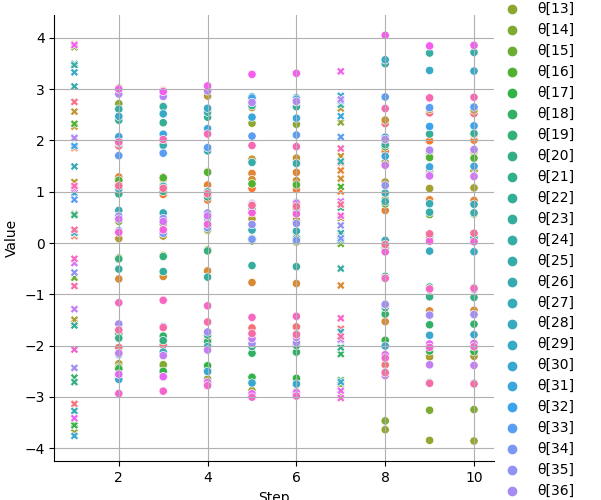 4
3
2
1
0
−1
−2
−3
−4
Value
2
4
6
8
10
Step
θ[13]
θ[14]
θ[15]
θ[16]
θ[17]
θ[18]
θ[19]
θ[20]
θ[21]
θ[22]
θ[23]
θ[24]
θ[25]
θ[26]
θ[27]
θ[28]
θ[29]
θ[30]
θ[31]
θ[32]
θ[33]
θ[34]
θ[35]
θ[36]